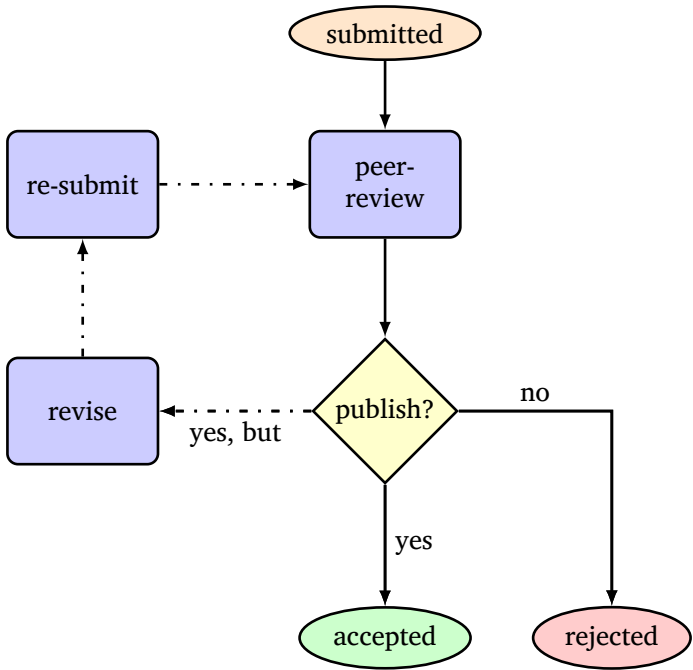 submitted
re-submit
peer-
review
revise
publish?
no
yes, but
yes
accepted
rejected